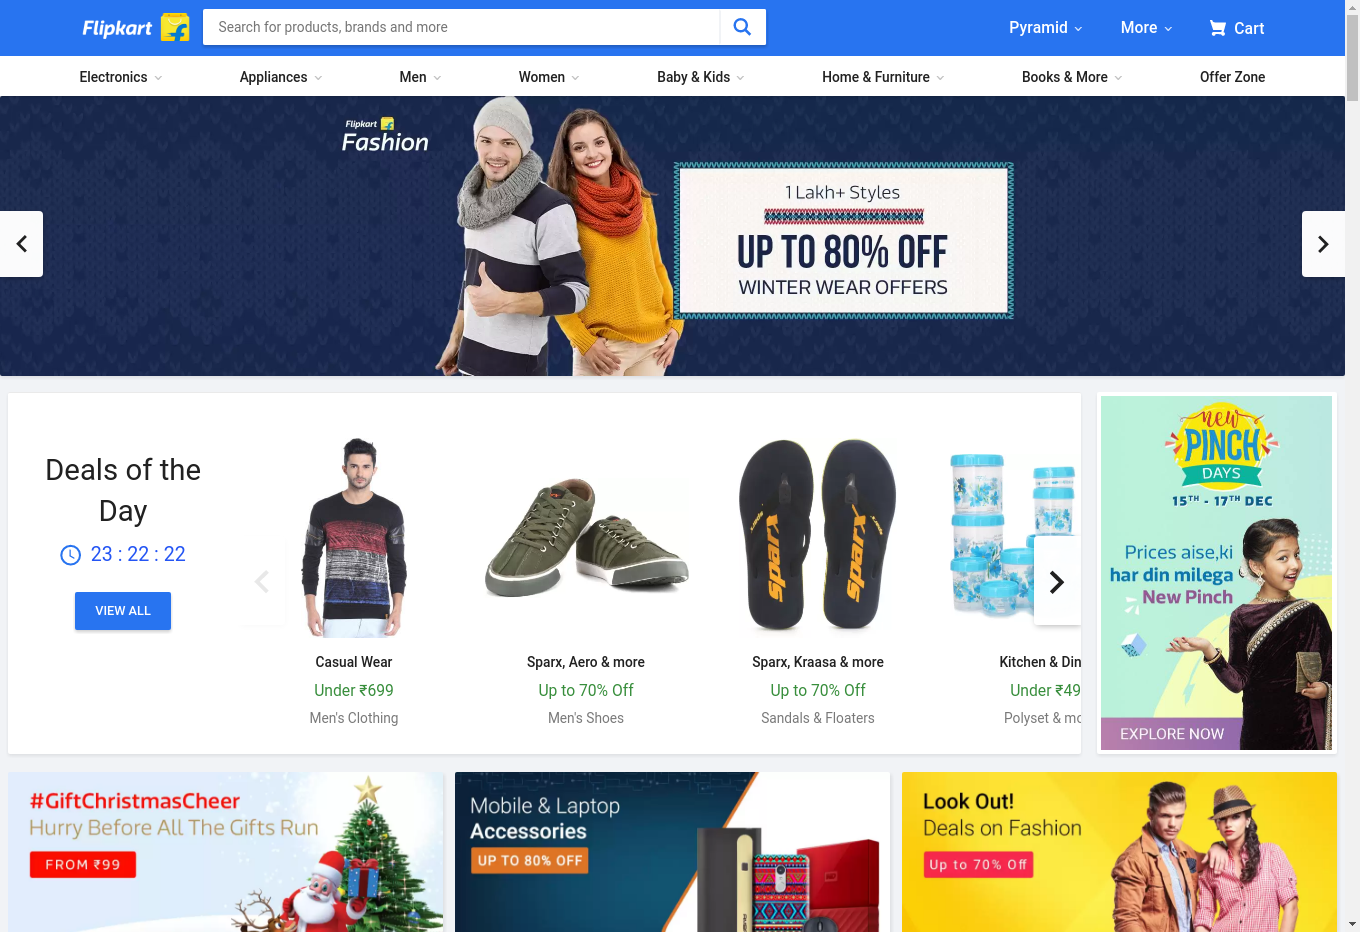 Flipkart
Search for products, brands and more
Pyramid
More
Cart
Electronics
Appliances
Men
Women
Baby & Kids
Home & Furniture
Books & More
Offer Zone
Flipkart
Fashion
1 Lakh+ Styles
UP TO 80% OFF
WINTER WEAR OFFERS
Deals of the
Day
23 : 22 : 22
VIEW ALL
Casual Wear
Under ₹699
Men's Clothing
sparx
sparx
Sparx, Aero & more
Up to 70% Off
Men's Shoes
Sparx, Kraasa & more
Up to 70% Off
Sandals & Floaters
Kitchen & Din
Under ₹49
Polyset & mo
new
PINCH
DAYS
15TH - 17TH DEC
Prices aise,ki
har din milega
New Pinch
EXPLORE NOW
#GiftChristmasCheer
Hurry Before All The Gifts Run
FROM ₹99
Mobile & Laptop
Accessories
UP TO 80% OFF
Look Out!
Deals on Fashion
Up to 70% Off